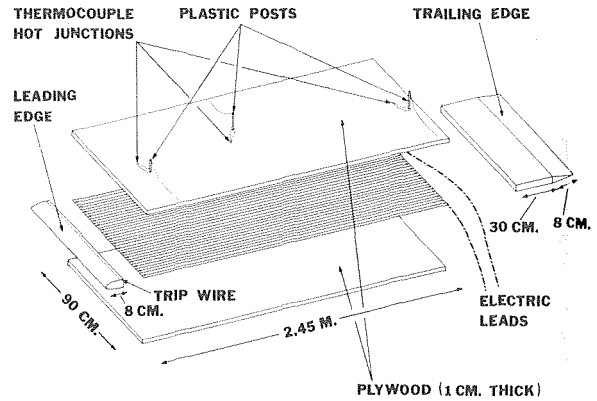 THERMOCOUPLE
HOT JUNCTIONS
PLASTIC POSTS
TRAILING EDGE
LEADING
EDGE
30 CM.
8 CM.
TRIP WIRE
8 CM.
90 CM.
2.45 M.
ELECTRIC
LEADS
PLYWOOD (1 CM. THICK)